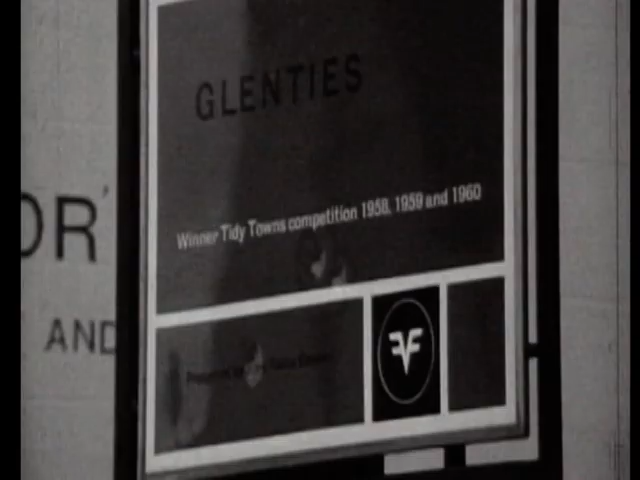 GLENTIES
Winner Tidy Towns competition 1958, 1959 and 1960
OR'
AND